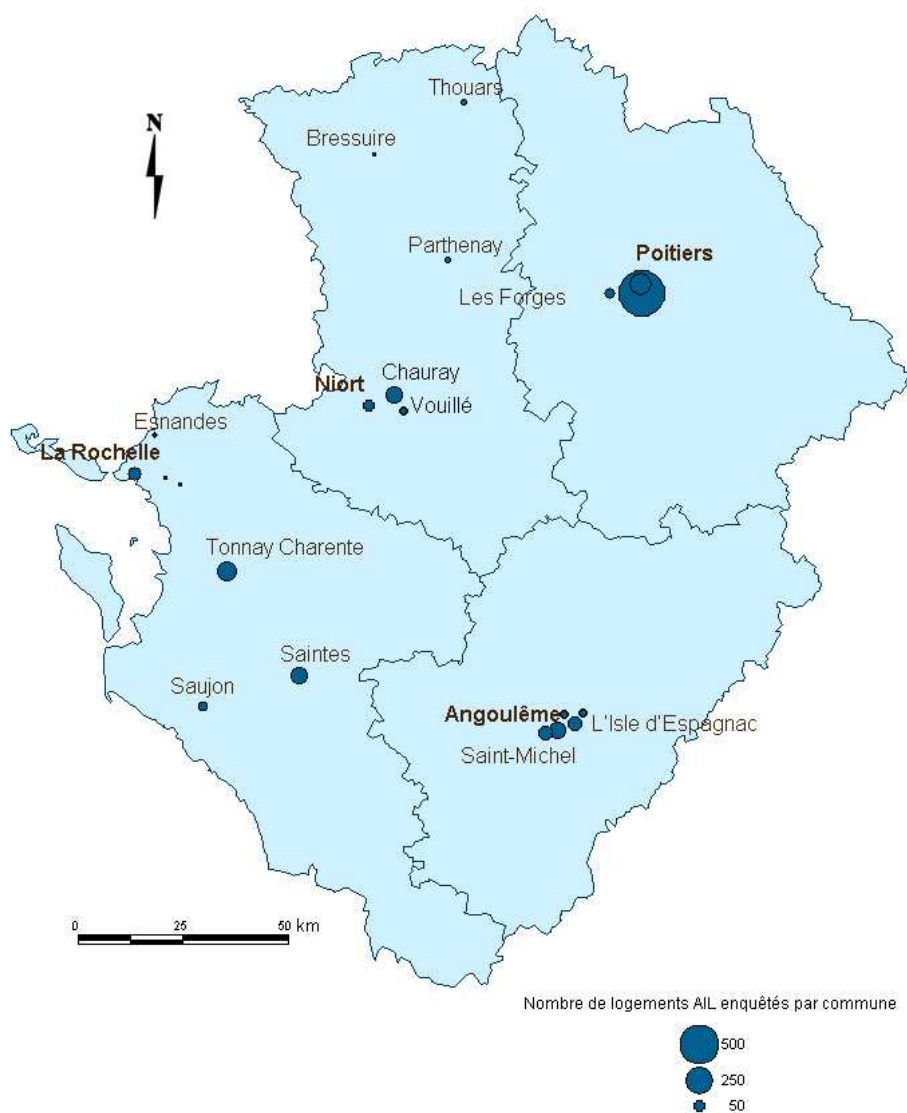 Thouars
N
Bressuire
Parthenay
Poitiers
Les Forges
Chauray
Niort
Vouillé
Esnandes
La Rochelle
Tonnay Charente
Saintes
Saujon
Angoulême
L'Isle d'Espagnac
Saint-Michel
0 25 50 km
Nombre de logements AIL enquêtés par commune
500
250
50